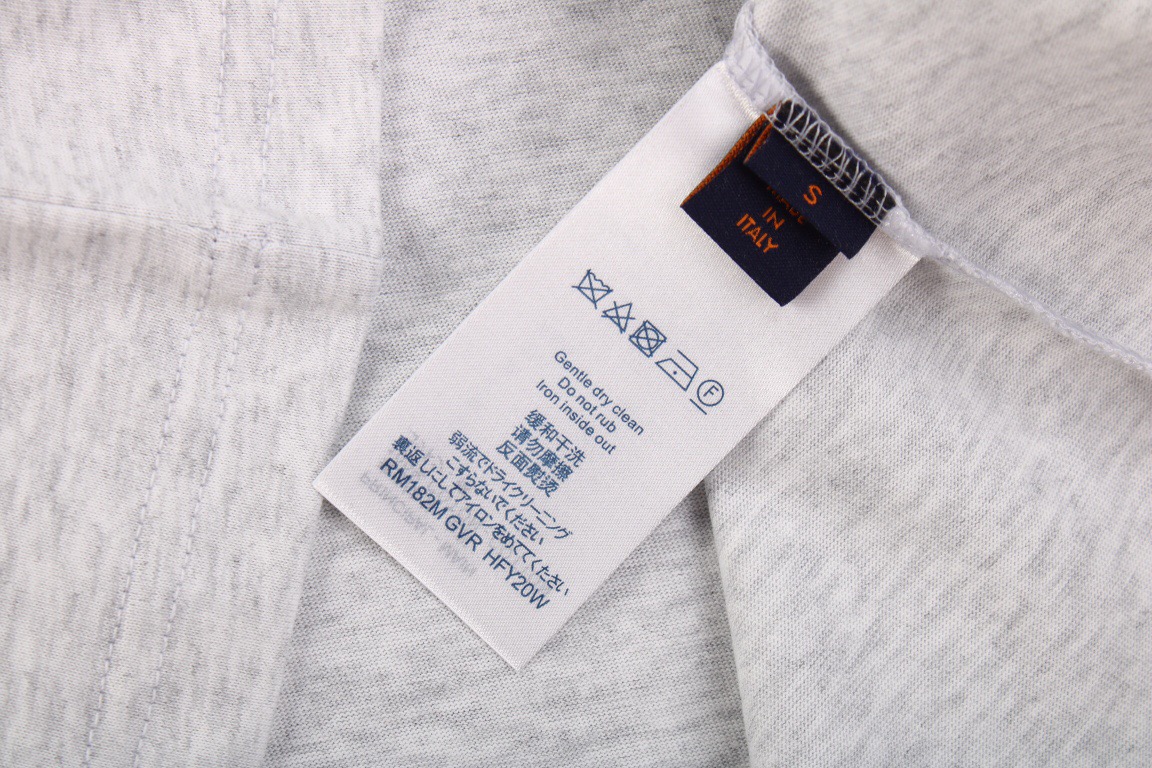 S
MADE
IN
ITALY
F
Gentle dry clean
Do not rub
Iron inside out
缓和干洗
请勿摩擦
反面熨烫
弱流でドライクリーニング
こすらないでください
裏返しにしてアイロンをめててください
RM182M GVR HFY20W